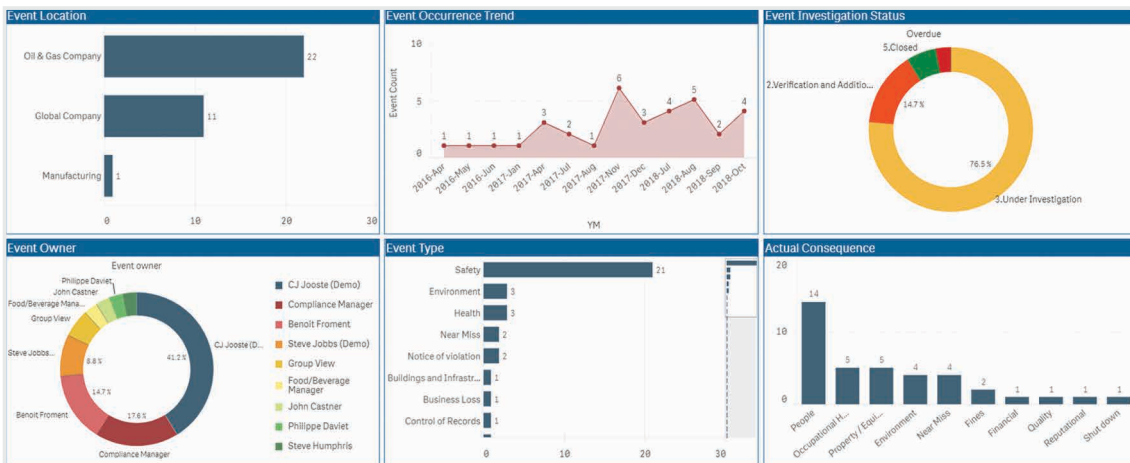 Event Location
Oil & Gas Company
22
Global Company
11
Manufacturing
1
0
10
20
30
Event Occurrence Trend
Event Count
10
5
0
1
1
1
1
3
2
1
6
3
4
5
2
4
2016-Apr
2016-May
2016-Jun
2017-Jan
2017-Apr
2017-Jul
2017-Aug
2017-Nov
2017-Dec
2018-Jul
2018-Aug
2018-Sep
2018-Oct
YM
Event Investigation Status
Overdue
5.Closed
2.Verification and Additio...
14.7 %
76.5 %
3.Under Investigation
Event Owner
Event owner
Philippe Daviet
John Castner
Food/Beverage Mana...
Group View
Steve Jobbs...
Benoit Froment
Compliance Manager
CJ Jooste (D...
41.2 %
17.6 %
14.7 %
8.8 %
CJ Jooste (Demo)
Compliance Manager
Benoit Froment
Steve Jobbs (Demo)
Group View
Food/Beverage
Manager
John Castner
Philippe Daviet
Steve Humphris
Event Type
Safety
21
Environment
3
Health
3
Near Miss
2
Notice of violation
2
Buildings and Infrastr...
1
Business Loss
1
Control of Records
1
0
10
20
30
Actual Consequence
20
10
0
14
5
5
4
4
2
1
1
1
1
People
Occupational H...
Property / Equi...
Environment
Near Miss
Fines
Financial
Quality
Reputational
Shut down